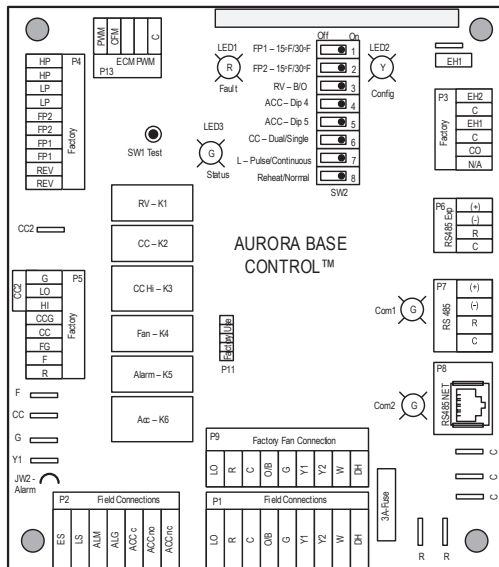 PWM
CFM
ECM PWM
C
P13
Off On
LED1
R
Fault
LED2
Y
Config
FP1 – 15ºF/30ºF 1
FP2 – 15ºF/30ºF 2
RV – B/O 3
ACC – Dip 4 4
ACC – Dip 5 5
CC – Dual/Single 6
L – Pulse/Continuous 7
Reheat/Normal 8
SW2
EH1
P4
HP
HP
LP
LP
FP2
FP2
FP1
FP1
REV
REV
Factory
SW1 Test
LED3
G
Status
P3
EH2
C
EH1
C
CO
N/A
Factory
CC2
RV – K1
CC – K2
CC Hi – K3
Fan – K4
Alarm – K5
Acc – K6
AURORA BASE
CONTROL™
P6
RS485 Exp
(+)
(-)
R
C
CC2
P5
G
LO
HI
CCG
CC
FG
F
R
Factory
Factory Use
P11
Com1
G
P7
RS 485
(+)
(-)
R
C
Com2
G
P8
RS485 NET
F
CC
G
Y1
JW2 -
Alarm
P9 Factory Fan Connection
LO R C O/B G Y1 Y2 W DH
P2 Field Connections
ES LS ALM ALG ACC c ACC no ACC nc
P1 Field Connections
LO R C O/B G Y1 Y2 W DH
3A-Fuse
C
C
C
R R